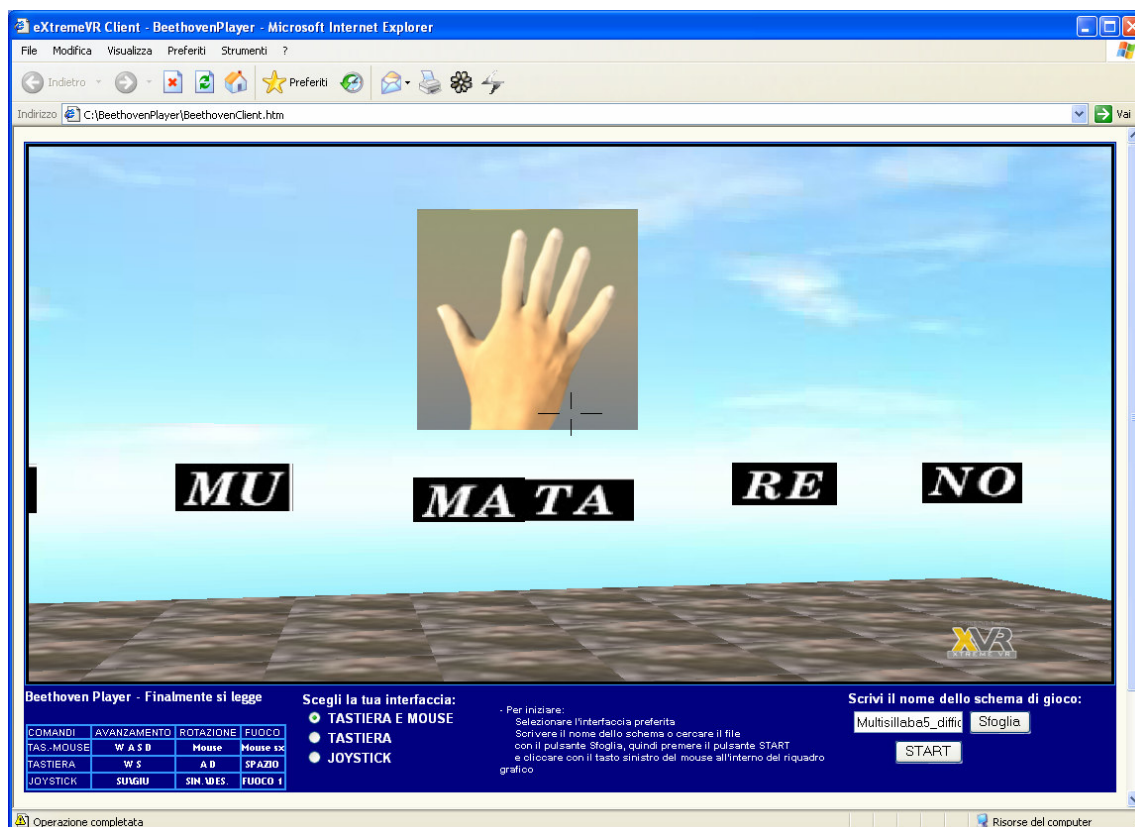 eXtremeVR Client - BeethovenPlayer - Microsoft Internet Explorer
File Modifica Visualizza Preferiti Strumenti ?
Indietro Preferiti
Indirizzo C:\BeethovenPlayer\BeethovenClient.htm Vai
MU MA TA RE NO
XVR
EXTREME VR
Beethoven Player - Finalmente si legge
COMANDI AVANZAMENTO ROTAZIONE FUOCO
TAS.-MOUSE W A S D Mouse Mouse sx
TASTIERA W S A D SPAZIO
JOYSTICK SU\GIU SIN.\DES. FUOCO 1
Scegli la tua interfaccia:
TASTIERA E MOUSE
TASTIERA
JOYSTICK
- Per iniziare:
Selezionare l'interfaccia preferita
Scrivere il nome dello schema o cercare il file
con il pulsante Sfoglia, quindi premere il pulsante START
e cliccare con il tasto sinistro del mouse all'interno del riquadro
grafico
Scrivi il nome dello schema di gioco:
Multisillaba5_diffic Sfoglia
START
Operazione completata Risorse del computer